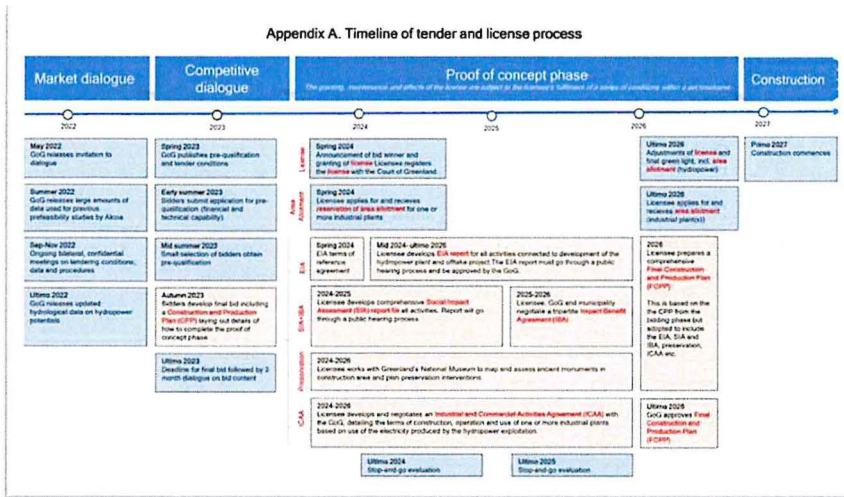 Appendix A. Timeline of tender and license process
Market dialogue
Competitive
dialogue
Proof of concept phase
The granting, maintenance and effects of the license are subject to the licensee's fulfilment of a series of conditions within a set timeframe
Construction
2022
2023
2024
2025
2026
2027
May 2022
GoG releases invitation to
dialogue
Summer 2022
GoG releases large amounts of
data used for previous
prefeasibility studies by Alcoa
Sep-Nov 2022
Ongoing bilateral, confidential
meetings on tendering conditions,
data and procedures
Ultimo 2022
GoG releases updated
hydrological data on hydropower
potentials
Spring 2023
GoG publishes pre-qualification
and tender conditions
Early summer 2023
Bidders submit application for pre-
qualification (financial and
technical capability)
Mid summer 2023
Small selection of bidders obtain
pre-qualification
Autumn 2023
Bidders develop final bid including
a Construction and Production
Plan (CPP) laying out details of
how to complete the proof of
concept phase
Ultimo 2023
Deadline for final bid followed by 3
month dialogue on bid content
License
Spring 2024
Announcement of bid winner and
granting of license Licensee registers
the license with the Court of Greenland
Ultimo 2026
Adjustments of license and
final green light, incl. area
allotment (hydropower)
Primo 2027
Construction commences
Area
Allotment
Spring 2024
Licensee applies for and recieves
reservation of area allotment for one or
more industrial plants
Ultimo 2026
Licensee applies for and
recieves area allotment
(industrial plant(s))
EIA
Spring 2024
EIA terms of
reference
agreement
Mid 2024- ultimo 2026
Licensee develops EIA report for all activities connected to development of the
hydropower plant and offtake project The EIA report must go through a public
hearing process and be approved by the GoG.
SIA+IBA
2024-2025
Licensee develops comprehensive Social Impact
Assessment (SIA) report for all activities. Report will go
through a public hearing process.
2025-2026
Licensee, GoG and municipality
negotiate a tripartite Impact Benefit
Agreement (IBA)
Preservation
2024-2026
Licensee works with Greenland's National Museum to map and assess ancient monuments in
construction area and plan preservation interventions.
ICAA
2024-2026
Licensee develops and negotiates an Industrial and Commercial Activities Agreement (ICAA) with
the GoG, detailing the terms of construction, operation and use of one or more industrial plants
based on use of the electricity produced by the hydropower exploitation.
2026
Licensee prepares a
comprehensive
Final Construction
and Production Plan
(FCPP)
This is based on the
the CPP from the
bidding phase but
adopted to include
the EIA, SIA and
IBA, preservation,
ICAA etc.
Ultimo 2026
GoG approves Final
Construction and
Production Plan
(FCPP)
Ultimo 2024
Stop-and-go evaluation
Ultimo 2025
Stop-and-go evaluation